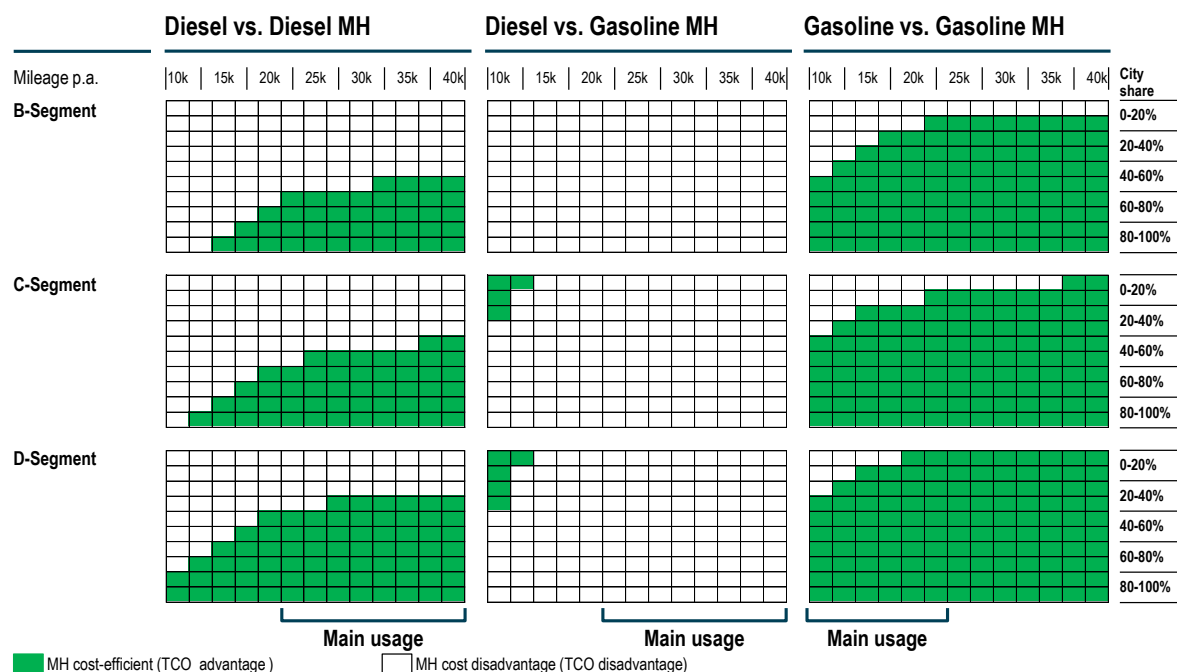 Diesel vs. Diesel MH Diesel vs. Gasoline MH Gasoline vs. Gasoline MH
Mileage p.a. 10k 15k 20k 25k 35k 40k 10k 15k 20k 25k 35k 40k 10k 15k 20k 25k 35k 40k City share
B-Segment
0-20%
20-40%
40-60%
60-80%
80-100%
C-Segment
0-20%
20-40%
40-60%
60-80%
80-100%
D-Segment
0-20%
20-40%
40-60%
60-80%
80-100%
Main usage Main usage Main usage
MH cost-efficient (TCO advantage ) MH cost disadvantage (TCO disadvantage)